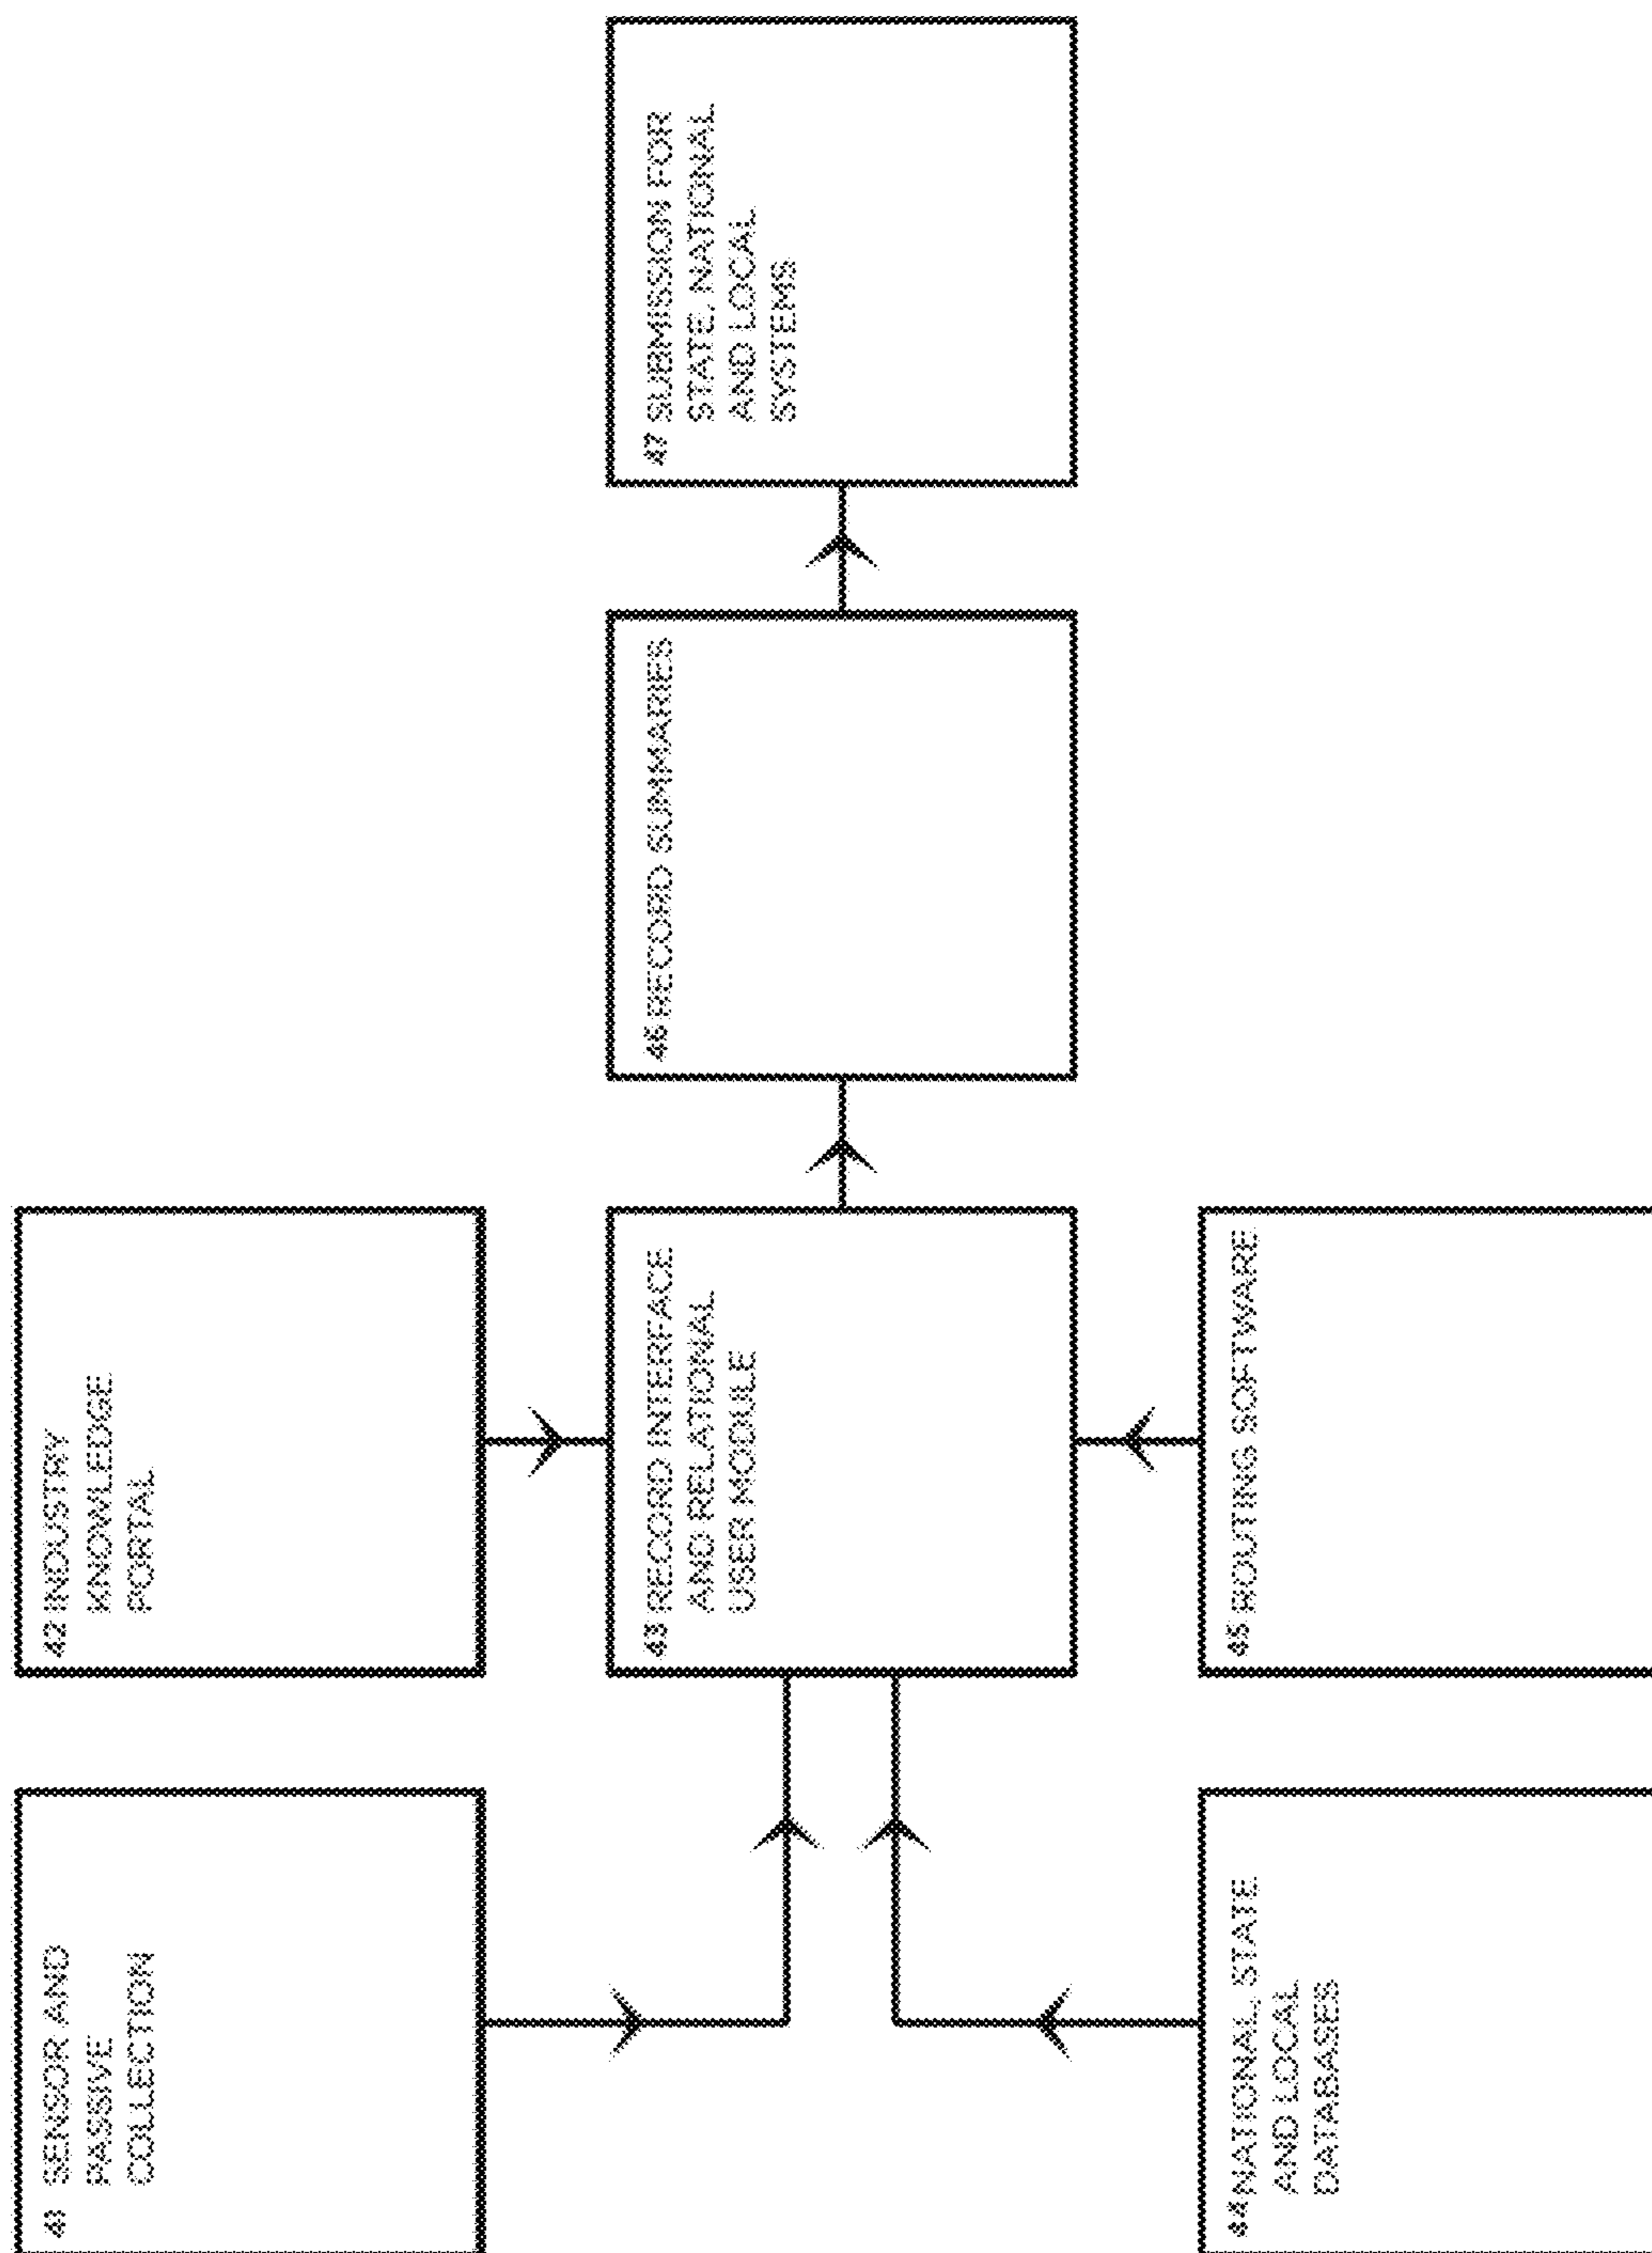 41 SENSOR AND
PASSIVE
COLLECTION
42 INDUSTRY
KNOWLEDGE
PORTAL
43 RECORD INTERFACE
AND RELATIONAL
USER MODULE
44 NATIONAL, STATE
AND LOCAL
DATABASES
45 ROUTING SOFTWARE
46 RECORD SUMMARIES
47 SUBMISSION FOR
STATE, NATIONAL
AND LOCAL
SYSTEMS